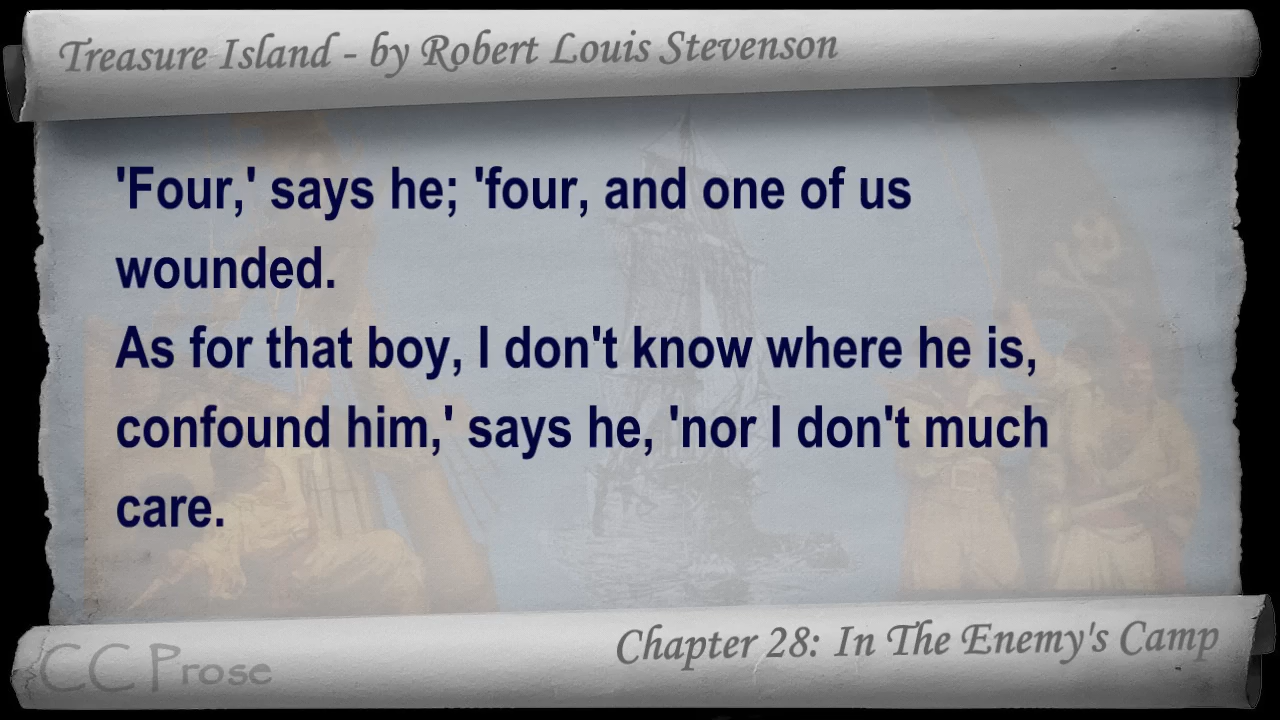 Treasure Island - by Robert Louis Stevenson
'Four,' says he; 'four, and one of us
wounded.
As for that boy, I don't know where he is,
confound him,' says he, 'nor I don't much
care.
Chapter 28: In The Enemy's Camp
CC Prose